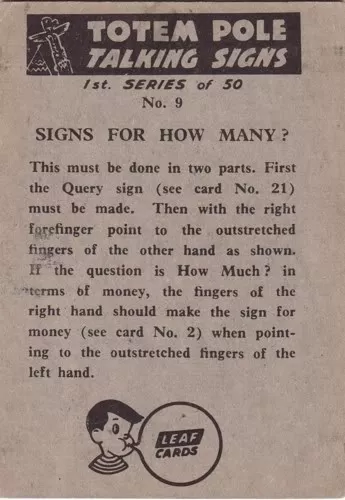 TOTEM POLE
TALKING SIGNS
1st. SERIES of 50
No. 9
SIGNS FOR HOW MANY?
This must be done in two parts. First
the Query sign (see card No. 21)
must be made. Then with the right
forefinger point to the outstretched
fingers of the other hand as shown.
If the question is How Much? in
terms of money, the fingers of the
right hand should make the sign for
money (see card No. 2) when point-
ing to the outstretched fingers of the
left hand.
LEAF
CARDS